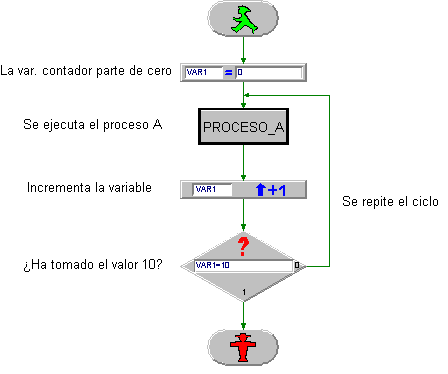 La var. contador parte de cero
VAR1 = 0
Se ejecuta el proceso A
PROCESO_A
Incrementa la variable
VAR1 +1
Se repite el ciclo
¿Ha tomado el valor 10?
?
VAR1=10 0
1